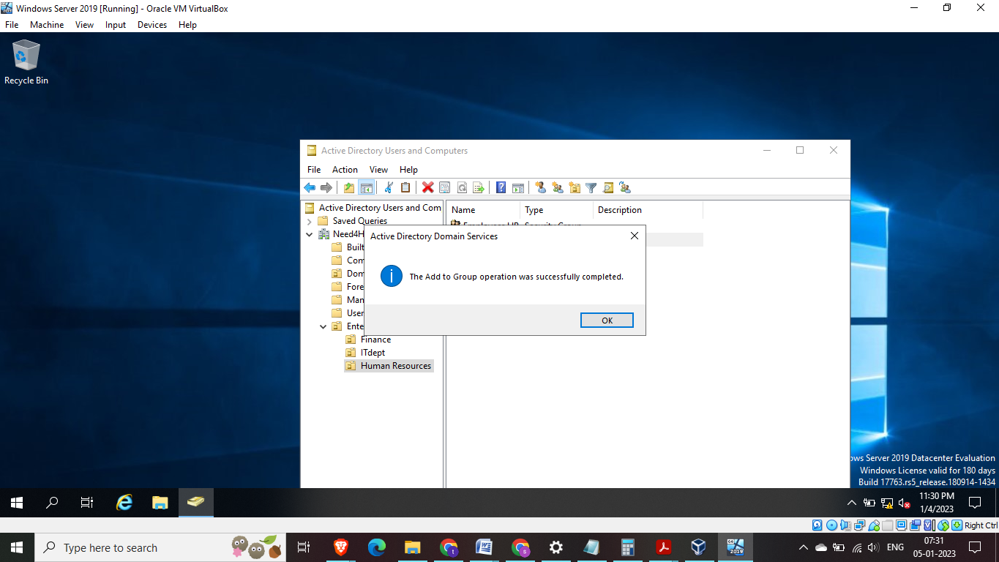 Windows Server 2019 [Running] - Oracle VM VirtualBox
File Machine View Input Devices Help
Recycle Bin
Active Directory Users and Computers
File Action View Help
Active Directory Users and Com
Name Type Description
Saved Queries
Need4H
Active Directory Domain Services
Built
Com
Dom
The Add to Group operation was successfully completed.
Fore
Man
User
OK
Ente
Finance
ITdept
Human Resources
ows Server 2019 Datacenter Evaluation
Windows License valid for 180 days
Build 17763.rs5_release.180914-1434
11:30 PM
1/4/2023
Right Ctrl
Type here to search
64
2019
ENG
07:31
05-01-2023